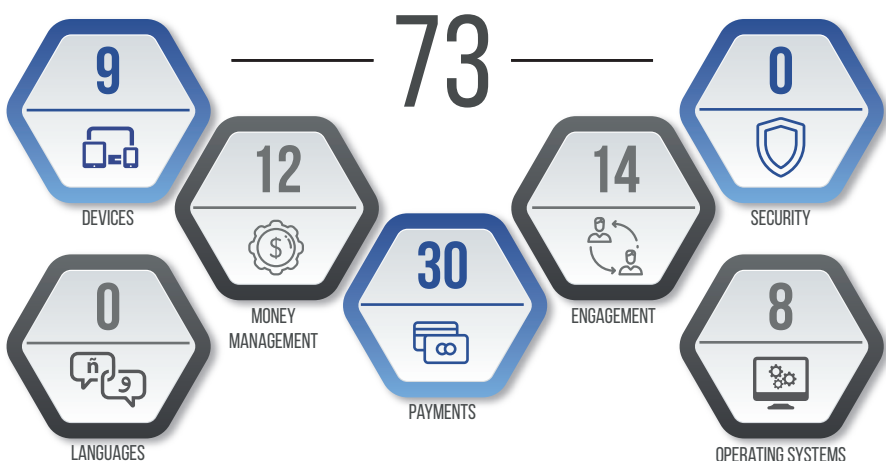 73
9
DEVICES
0
SECURITY
12
MONEY
MANAGEMENT
14
ENGAGEMENT
30
PAYMENTS
0
ñ
و
LANGUAGES
8
OPERATING SYSTEMS
$